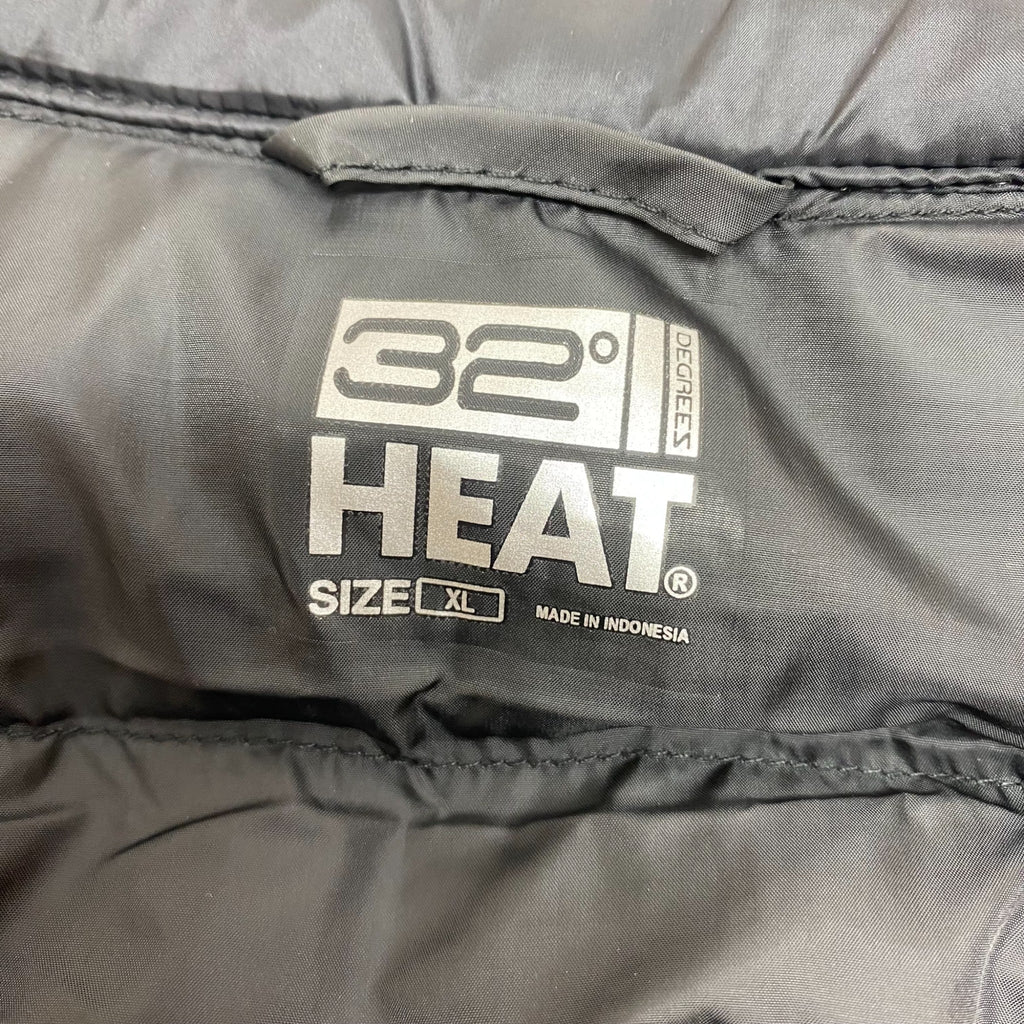 32°
DEGREES
HEAT®
SIZE XL
MADE IN INDONESIA